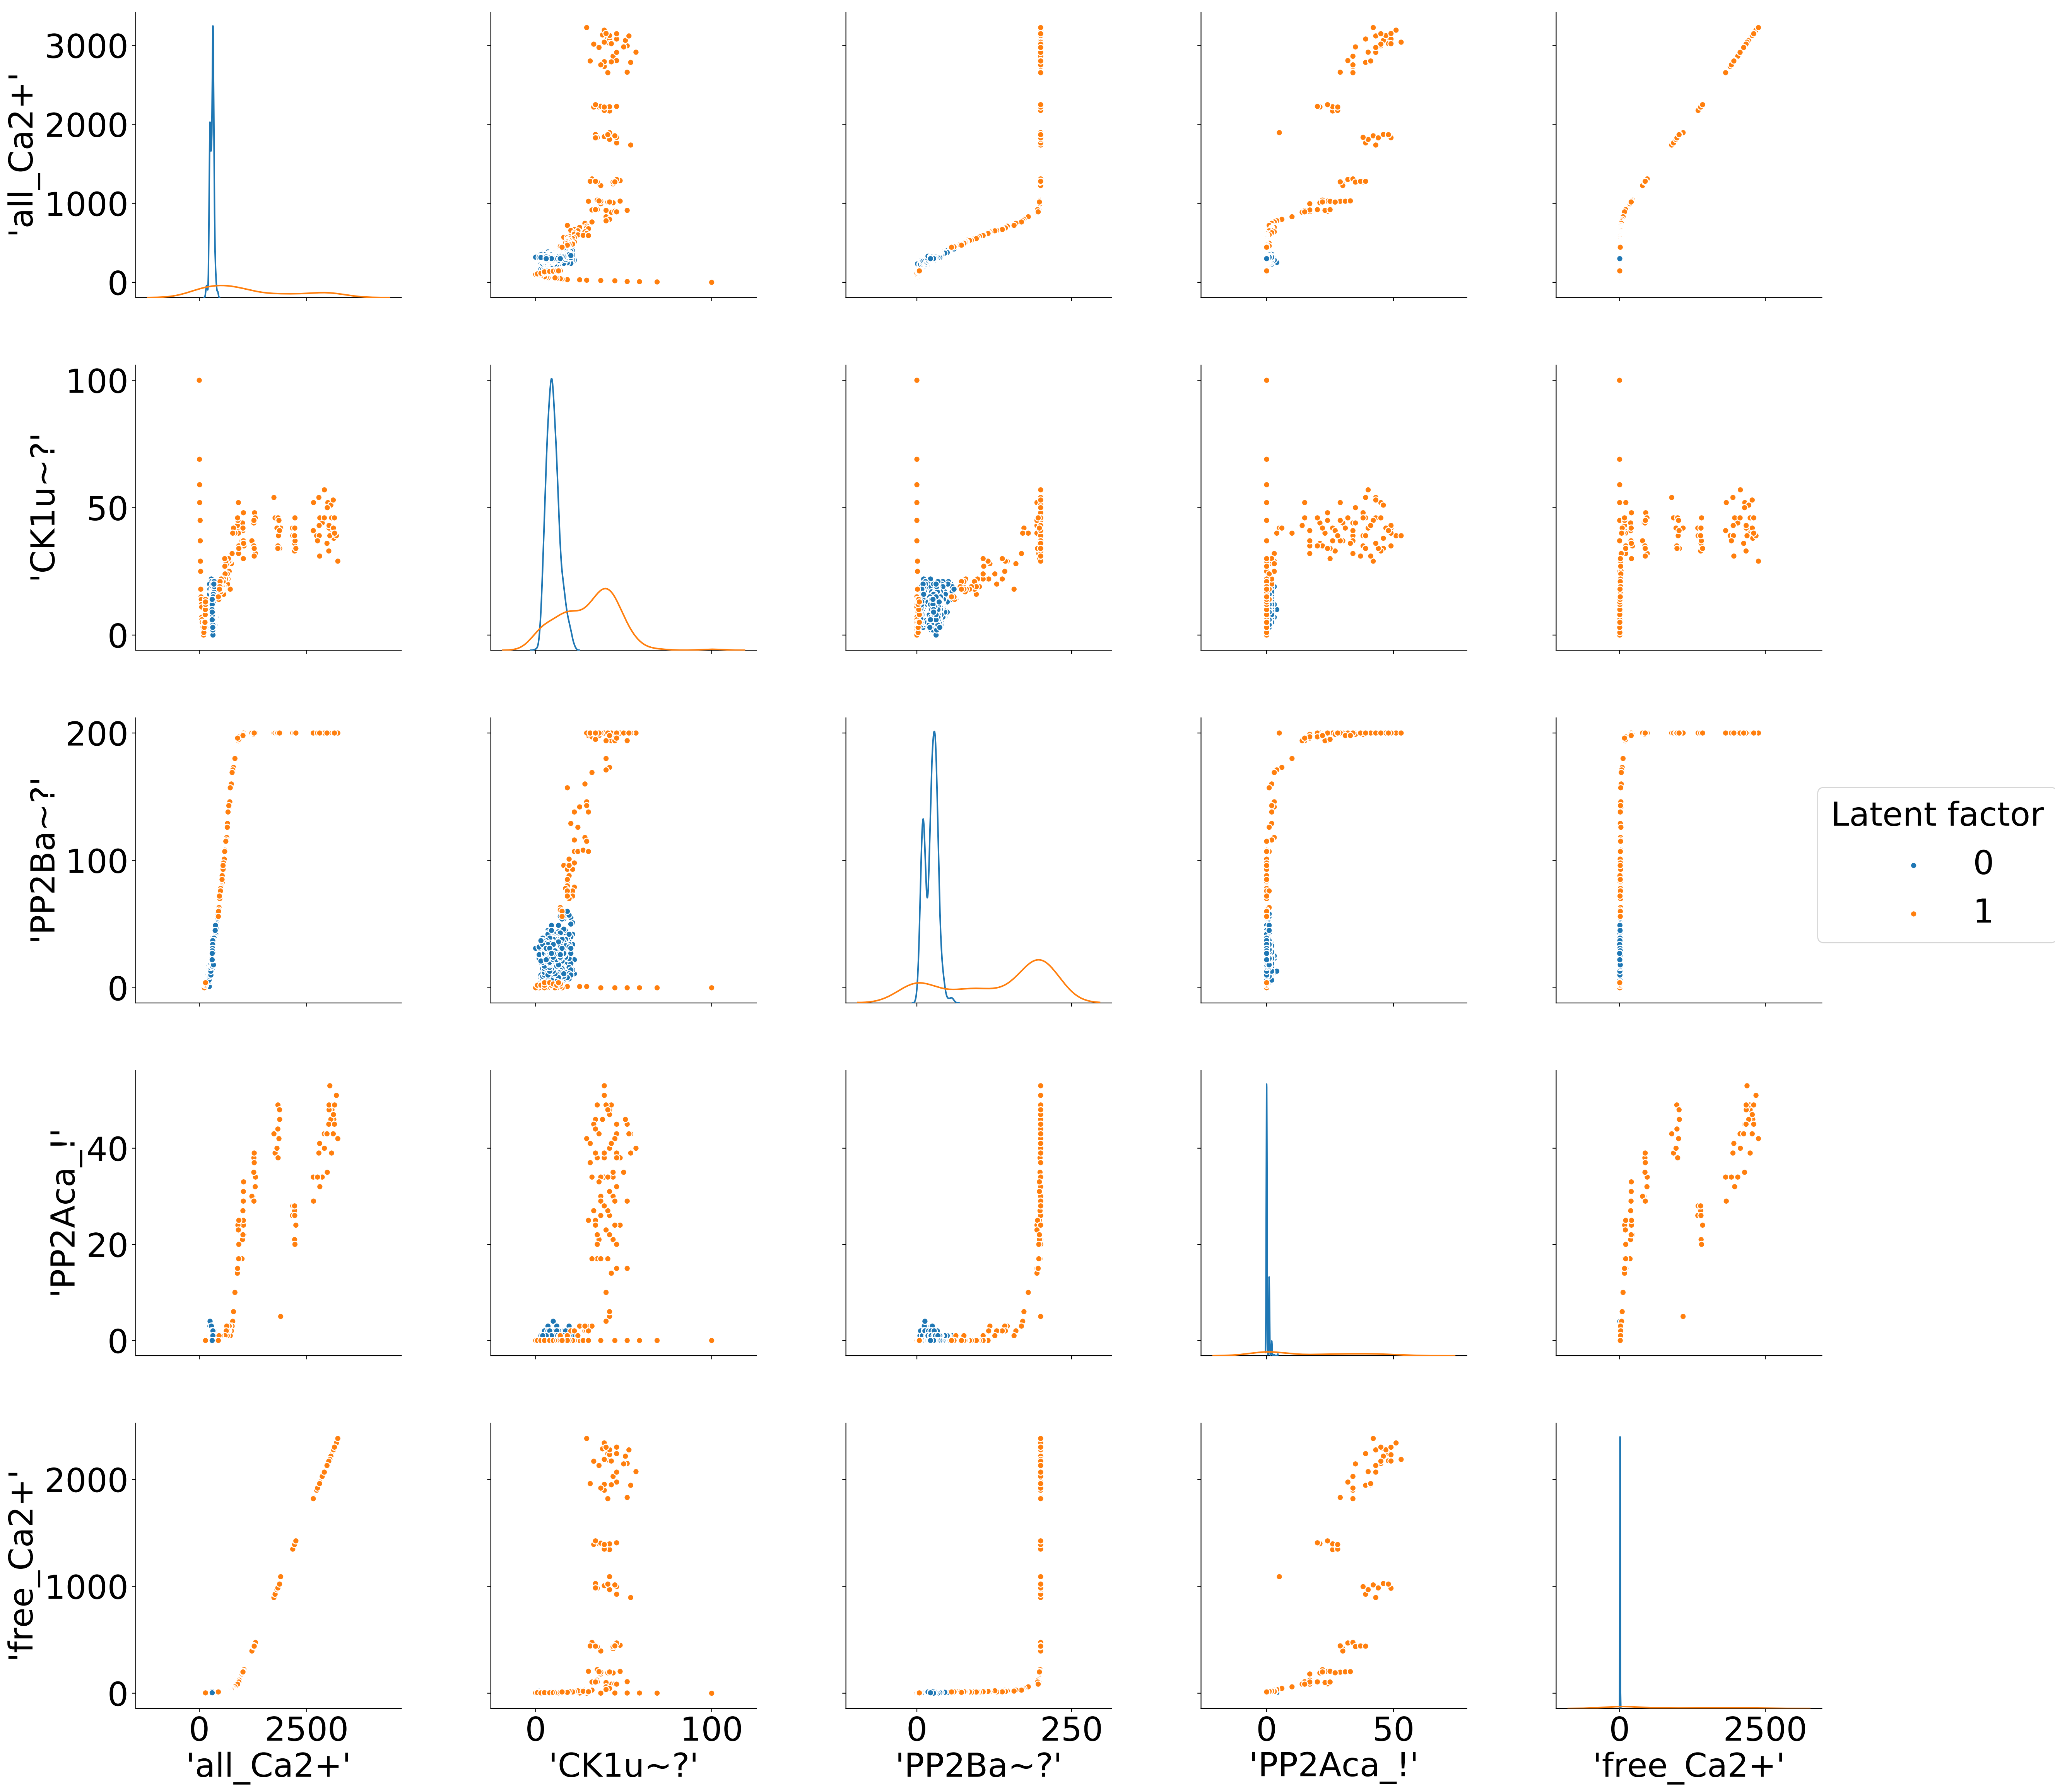 'all_Ca2+'
3000
2000
1000
0
'CK1u~?'
100
50
0
'PP2Ba~?'
200
100
0
Latent factor
0
1
'PP2Aca_!'
40
20
0
'free_Ca2+'
2000
1000
0
0 2500 0 100 0 250 0 50 0 2500
'all_Ca2+' 'CK1u~?' 'PP2Ba~?' 'PP2Aca_!' 'free_Ca2+'